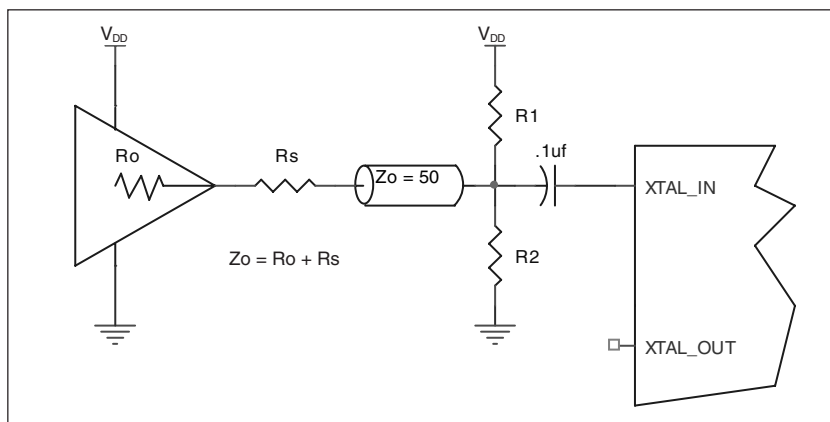 VDD
VDD
R1
Ro
Rs
Zo = 50
.1uf
XTAL_IN
Zo = Ro + Rs
R2
XTAL_OUT